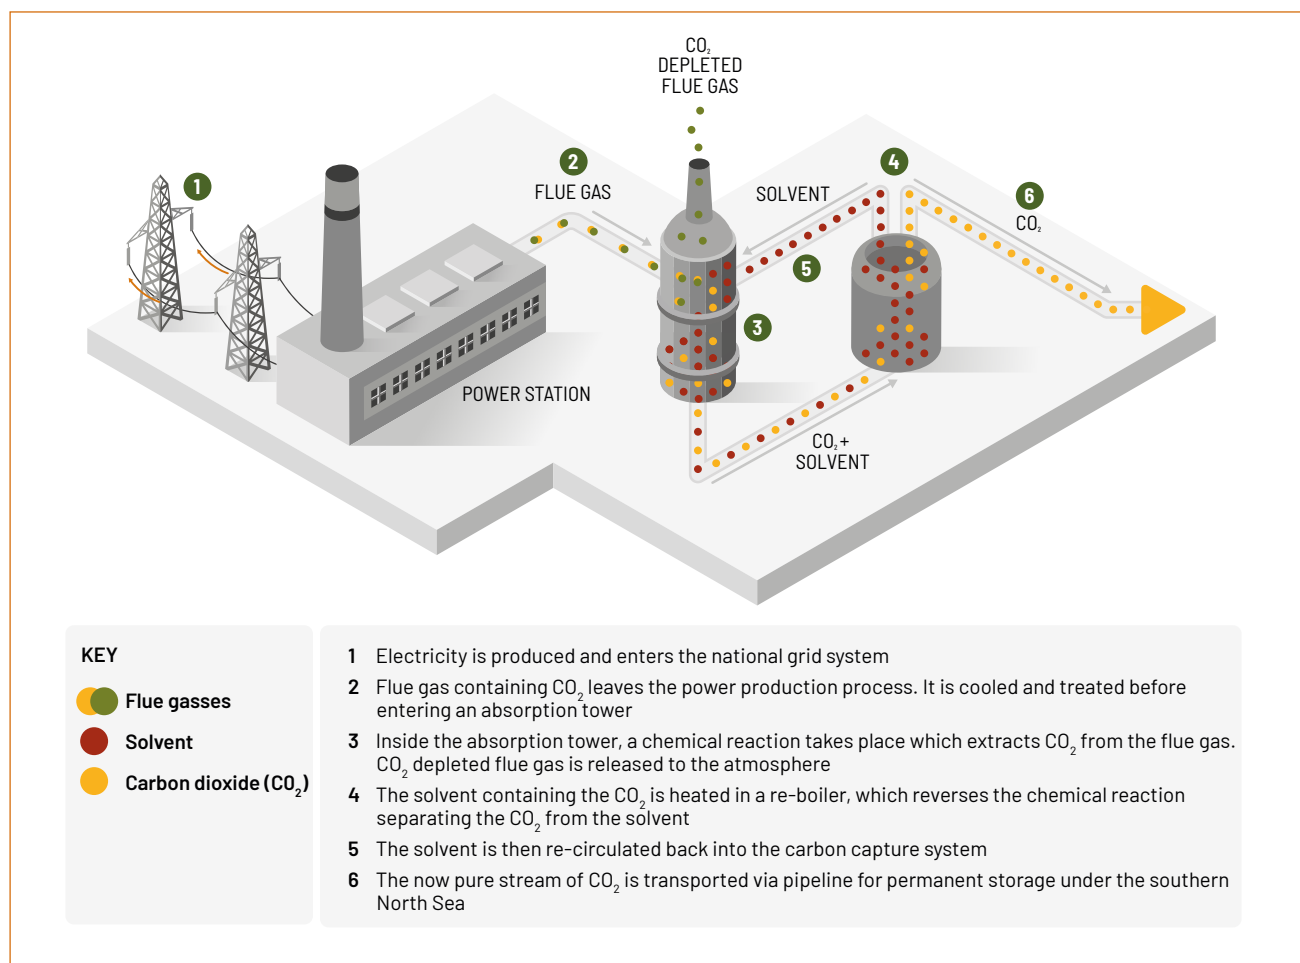 CO₂
DEPLETED
FLUE GAS
1
2
FLUE GAS
SOLVENT
4
6
CO₂
5
3
POWER STATION
CO₂ +
SOLVENT
KEY
Flue gasses
Solvent
Carbon dioxide (CO₂)
1 Electricity is produced and enters the national grid system
2 Flue gas containing CO₂ leaves the power production process. It is cooled and treated before
entering an absorption tower
3 Inside the absorption tower, a chemical reaction takes place which extracts CO₂ from the flue gas.
CO₂ depleted flue gas is released to the atmosphere
4 The solvent containing the CO₂ is heated in a re-boiler, which reverses the chemical reaction
separating the CO₂ from the solvent
5 The solvent is then re-circulated back into the carbon capture system
6 The now pure stream of CO₂ is transported via pipeline for permanent storage under the southern
North Sea